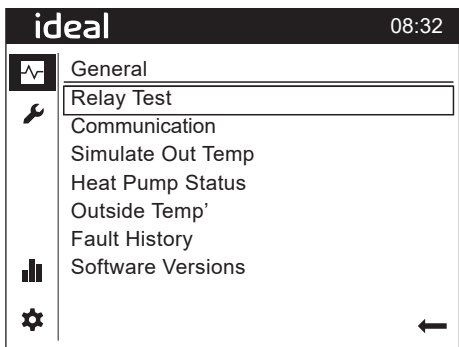 ideal 08:32
General
Relay Test
Communication
Simulate Out Temp
Heat Pump Status
Outside Temp'
Fault History
Software Versions